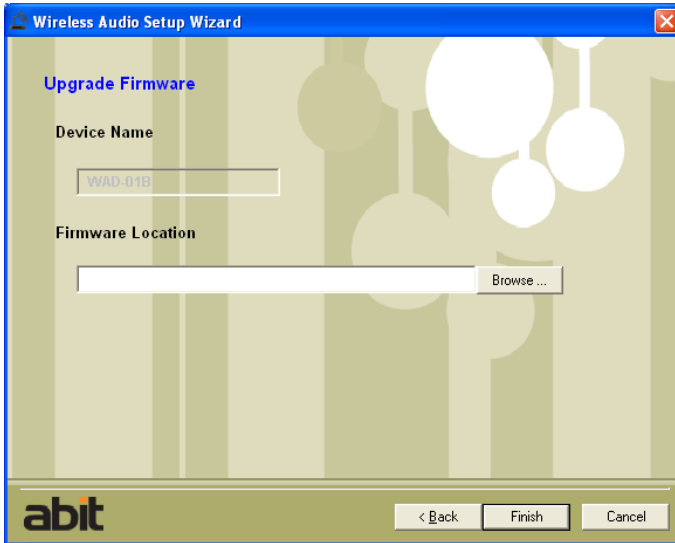 Wireless Audio Setup Wizard
Upgrade Firmware
Device Name
WAD-01B
Firmware Location
Browse ...
abit
< Back
Finish
Cancel